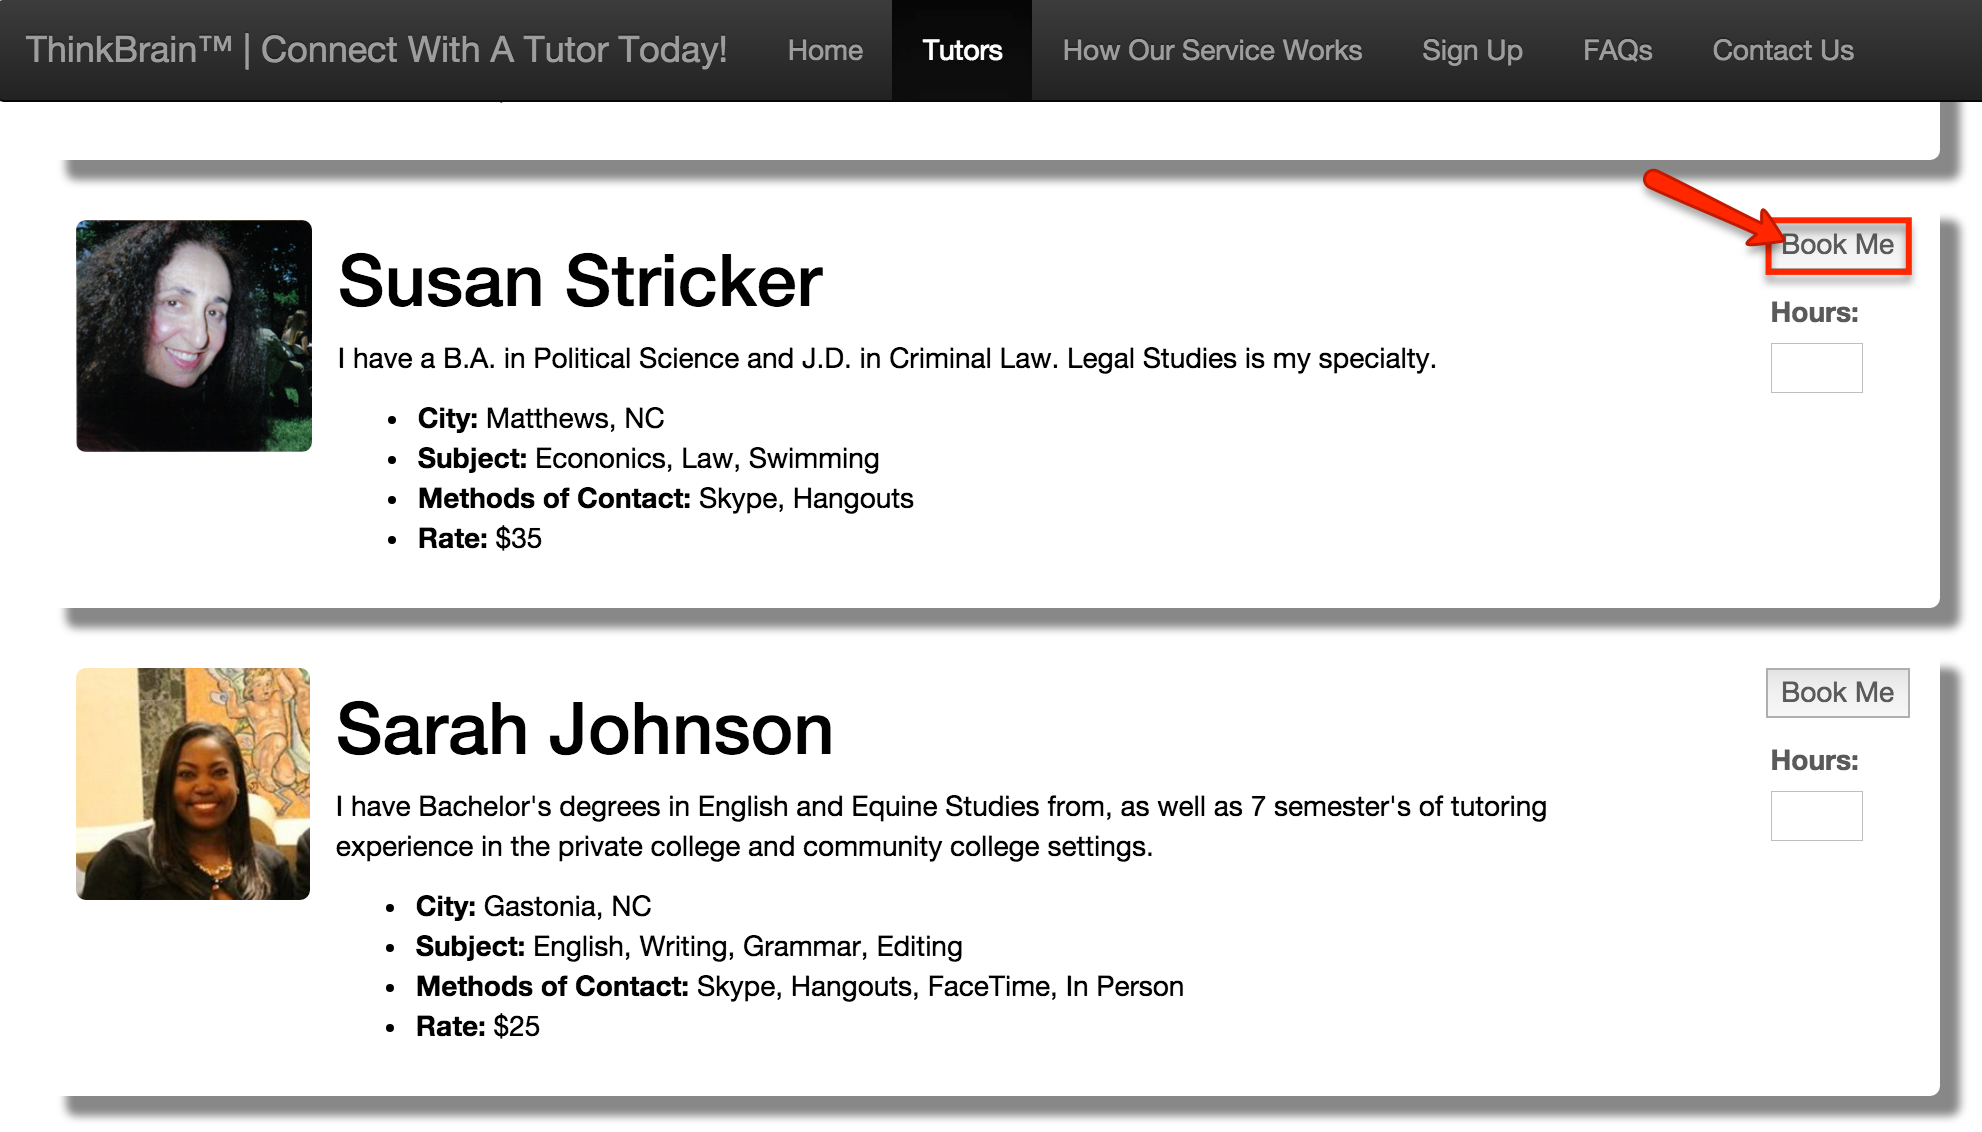 ThinkBrain™ | Connect With A Tutor Today!
Home
Tutors
How Our Service Works
Sign Up
FAQs
Contact Us
Susan Stricker
I have a B.A. in Political Science and J.D. in Criminal Law. Legal Studies is my specialty.
• City: Matthews, NC
• Subject: Econonics, Law, Swimming
• Methods of Contact: Skype, Hangouts
• Rate: $35
Book Me
Hours:
Sarah Johnson
I have Bachelor's degrees in English and Equine Studies from, as well as 7 semester's of tutoring
experience in the private college and community college settings.
• City: Gastonia, NC
• Subject: English, Writing, Grammar, Editing
• Methods of Contact: Skype, Hangouts, FaceTime, In Person
• Rate: $25
Book Me
Hours: